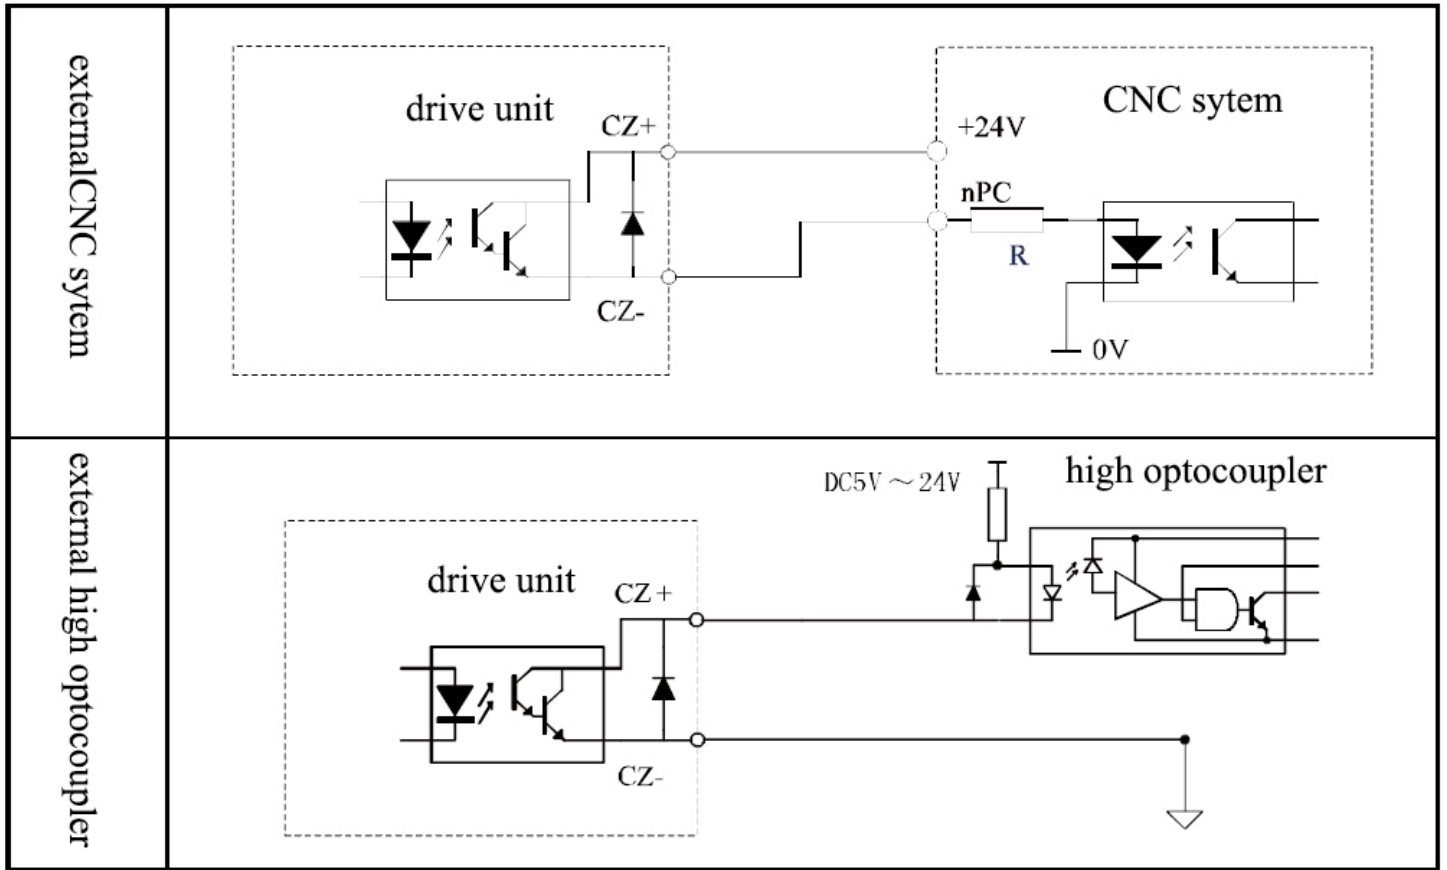 externalCNC sytem
drive unit
CZ+
CZ-
CNC sytem
+24V
nPC
R
0V
external high optocoupler
drive unit
CZ+
CZ-
DC5V～24V
high optocoupler